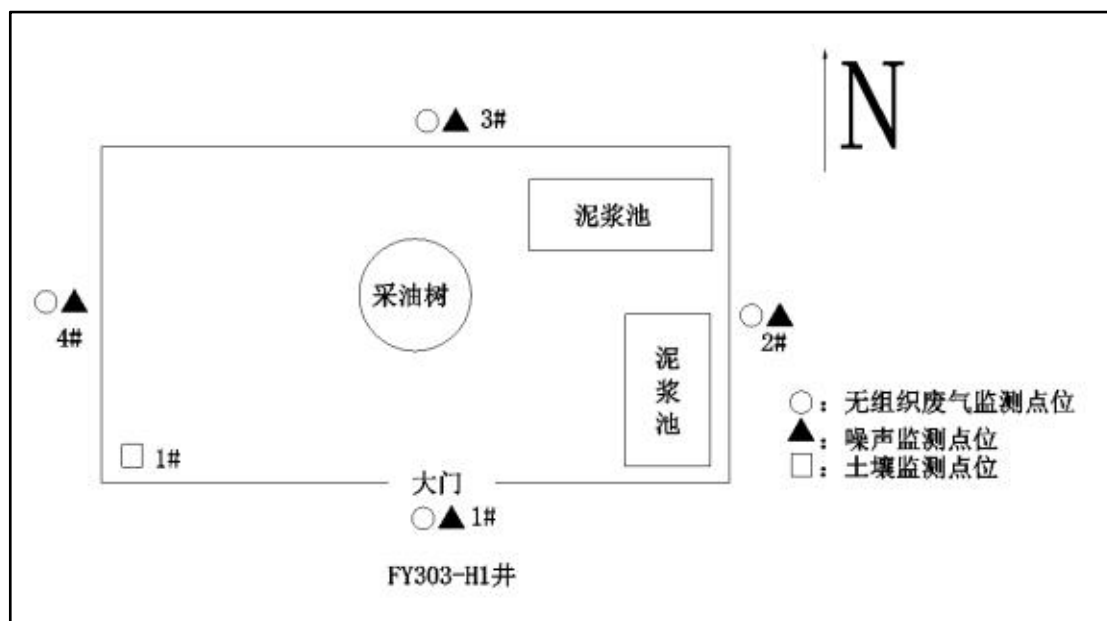 N
3#
泥浆池
采油树
4#
2#
泥浆池
○：无组织废气监测点位
▲：噪声监测点位
□：土壤监测点位
1#
大门
1#
FY303-H1井